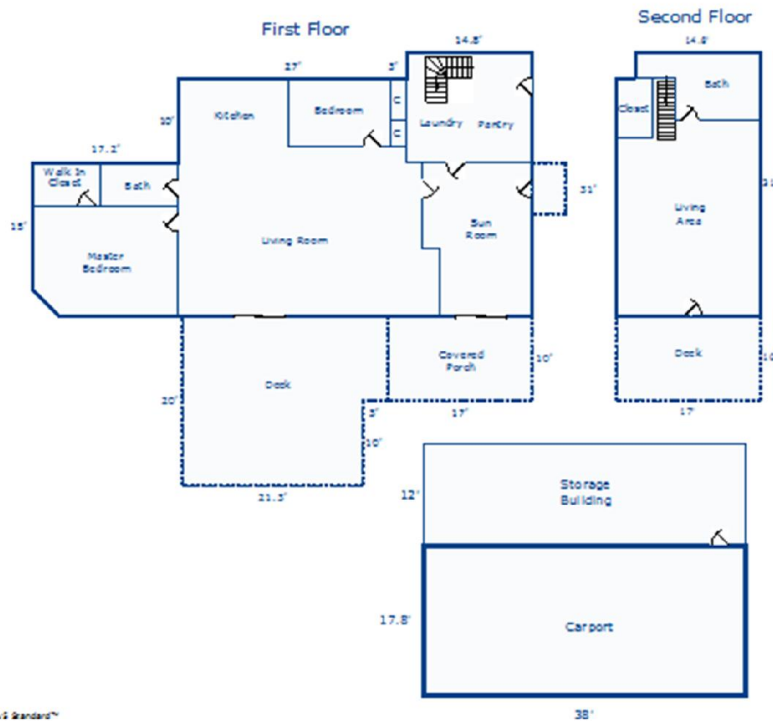 First Floor
Second Floor
14.8'
14.8'
27'
3'
Kitchen
Bedroom
C
C
Laundry
Pantry
Bath
Closet
10'
17.2'
Walk In
Closet
Bath
31'
15'
Master
Bedroom
Living Room
Sun
Room
Living
Area
Deck
Covered
Porch
10'
Deck
20'
3'
17'
17'
10'
21.3'
12'
Storage
Building
17.8'
Carport
38'